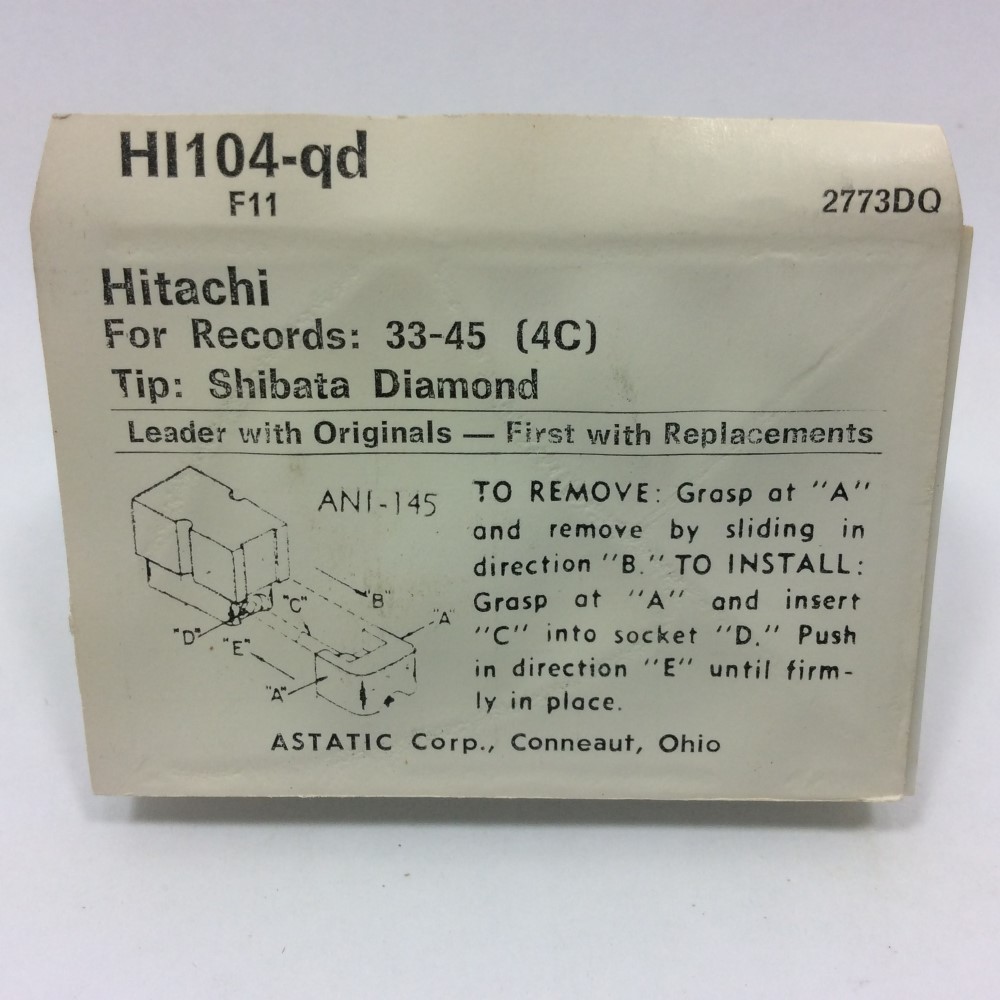 HI104-qd
F11
2773DQ
Hitachi
For Records: 33-45 (4C)
Tip: Shibata Diamond
Leader with Originals — First with Replacements
ANI-145
"C"
"B"
"A"
"D"
"E"
"A"
TO REMOVE: Grasp at "A"
and remove by sliding in
direction "B." TO INSTALL:
Grasp at "A" and insert
"C" into socket "D." Push
in direction "E" until firm-
ly in place.
ASTATIC Corp., Conneaut, Ohio